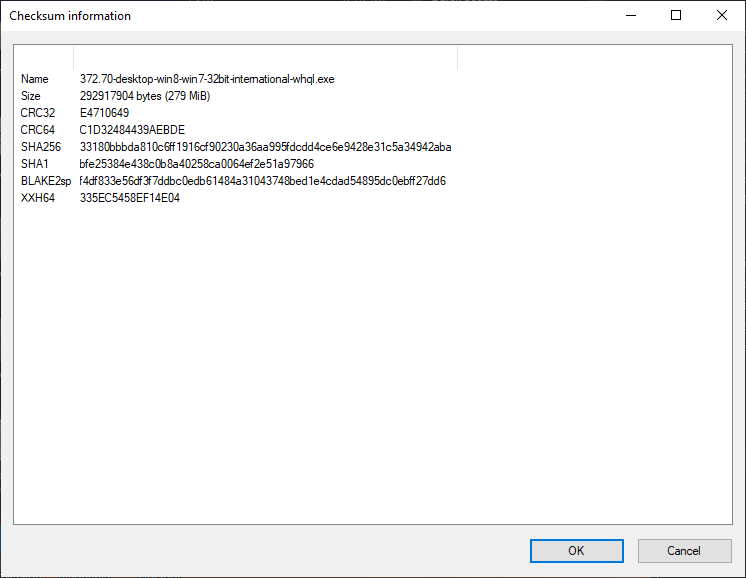 Checksum information
Name 372.70-desktop-win8-win7-32bit-international-whql.exe
Size 292917904 bytes (279 MiB)
CRC32 E4710649
CRC64 C1D32484439AEBDE
SHA256 33180bbbda810c6ff1916cf90230a36aa995fdcdd4ce6e9428e31c5a34942aba
SHA1 bfe25384e438c0b8a40258ca0064ef2e51a97966
BLAKE2sp f4df833e56df3f7ddbc0edb61484a31043748bed1e4cdad54895dc0ebff27dd6
XXH64 335EC5458EF14E04
OK Cancel